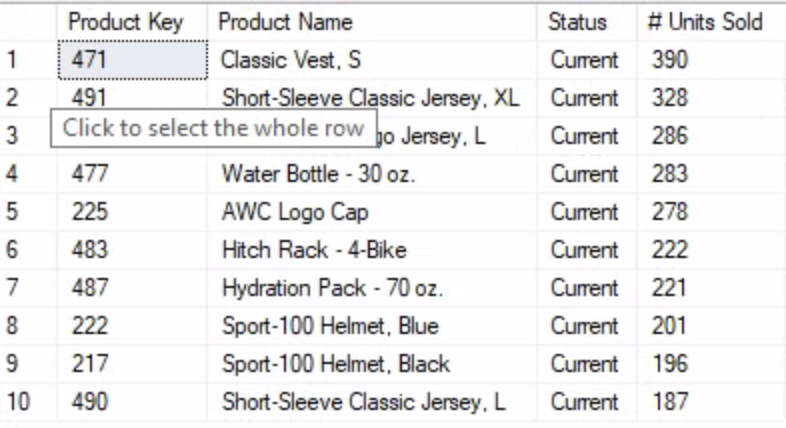 Product Key Product Name Status # Units Sold
1 471 Classic Vest, S Current 390
2 491 Short-Sleeve Classic Jersey, XL Current 328
Click to select the whole row
3 go Jersey, L Current 286
4 477 Water Bottle - 30 oz. Current 283
5 225 AWC Logo Cap Current 278
6 483 Hitch Rack - 4-Bike Current 222
7 487 Hydration Pack - 70 oz. Current 221
8 222 Sport-100 Helmet, Blue Current 201
9 217 Sport-100 Helmet, Black Current 196
10 490 Short-Sleeve Classic Jersey, L Current 187